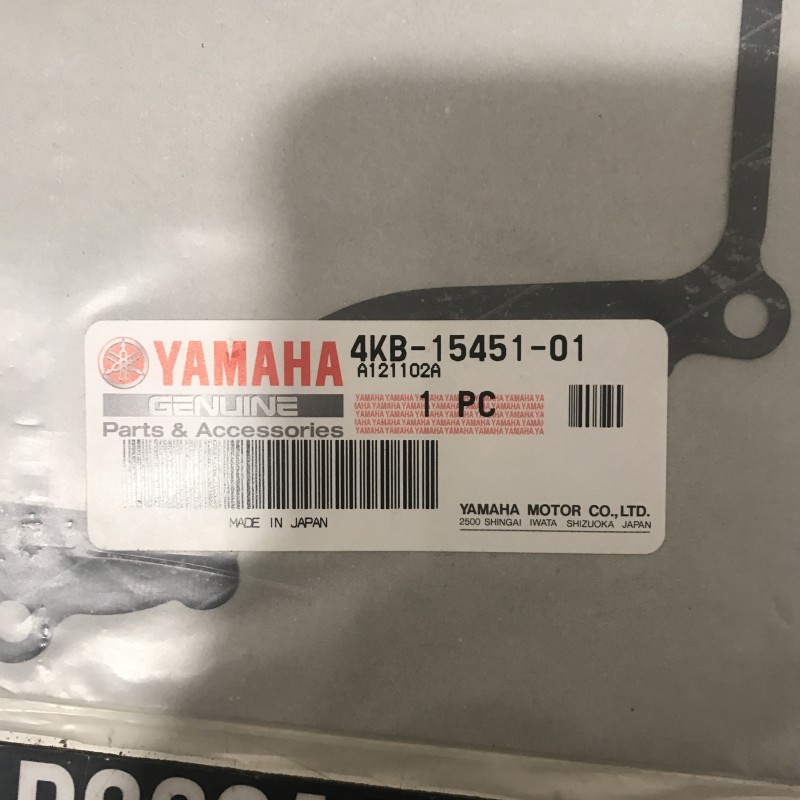 YAMAHA
4KB-15451-01
A121102A
GENUINE
1 PC
Parts & Accessories
MADE IN JAPAN
YAMAHA MOTOR CO.,LTD.
2500 SHINGAI IWATA SHIZUOKA JAPAN